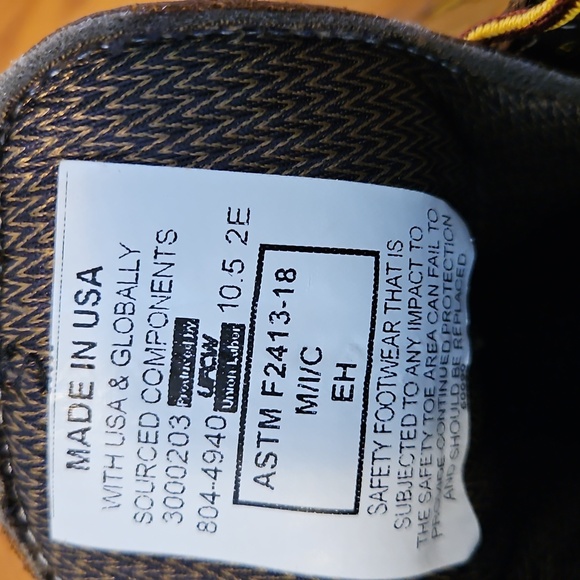 MADE IN USA
WITH USA & GLOBALLY
SOURCED COMPONENTS
3000203 Produced by
UFCW
804-4940 Union Labor 10.5 2E
ASTM F2413-18
M/I/C
EH
SAFETY FOOTWEAR THAT IS
SUBJECTED TO ANY IMPACT TO
THE SAFETY TOE AREA CAN FAIL TO
PROVIDE CONTINUED PROTECTION
AND SHOULD BE REPLACED